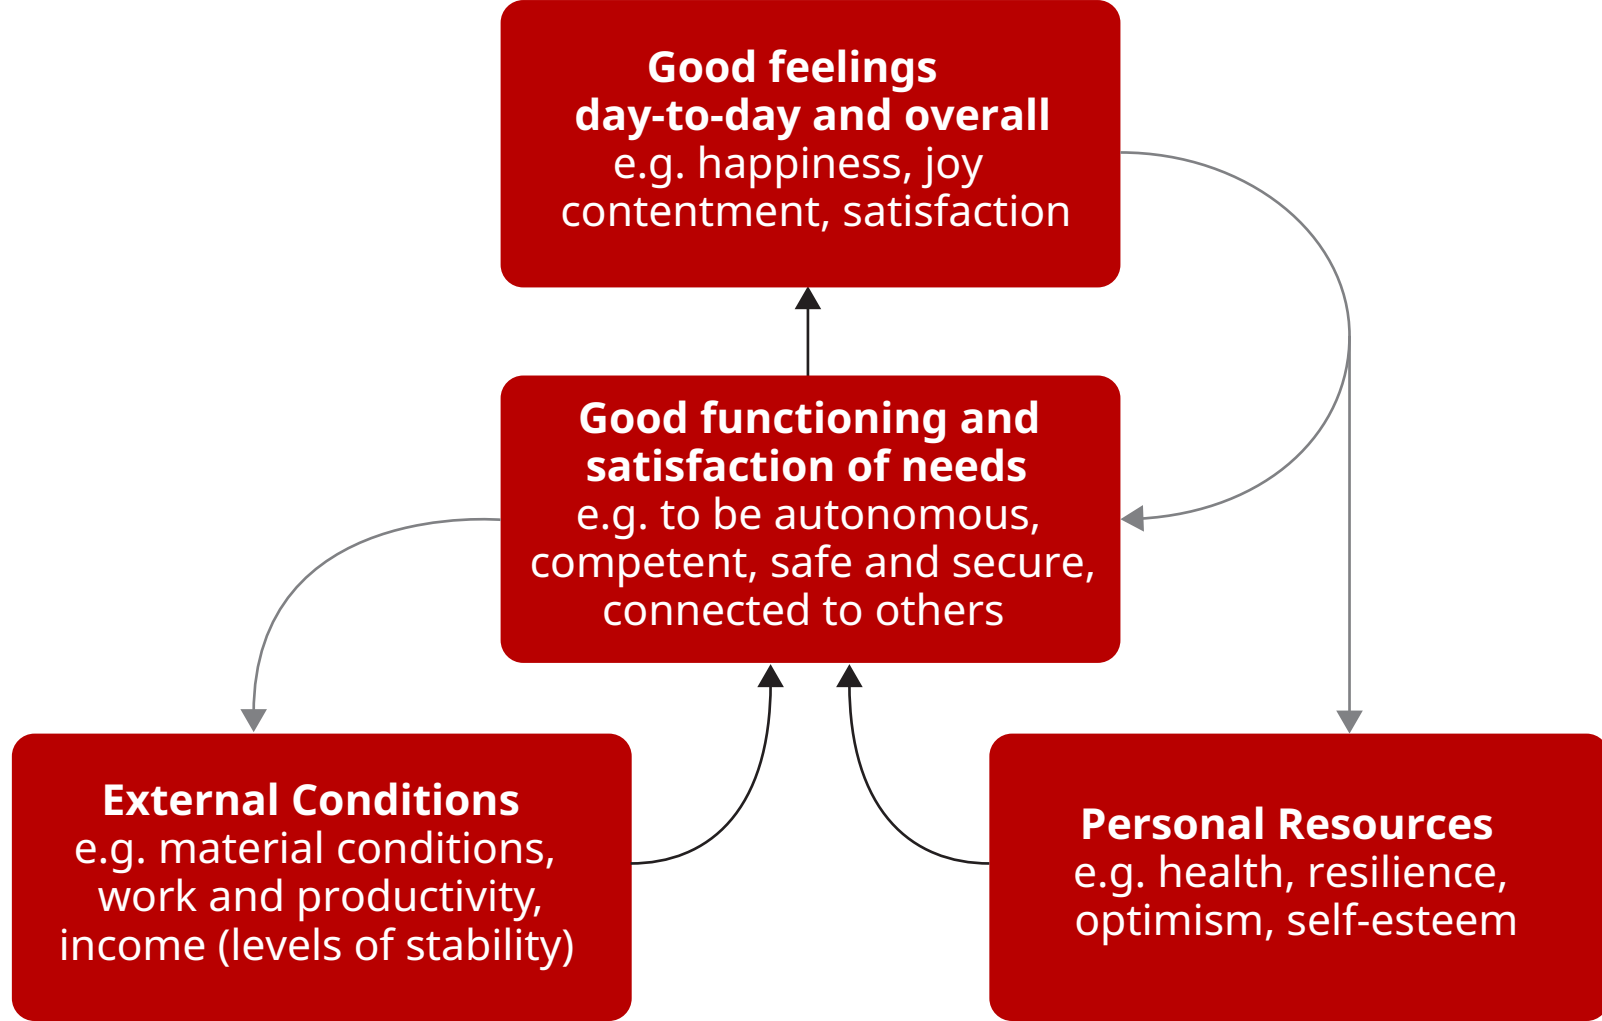 Good feelings
day-to-day and overall
e.g. happiness, joy
contentment, satisfaction
Good functioning and
satisfaction of needs
e.g. to be autonomous,
competent, safe and secure,
connected to others
External Conditions
e.g. material conditions,
work and productivity,
income (levels of stability)
Personal Resources
e.g. health, resilience,
optimism, self-esteem